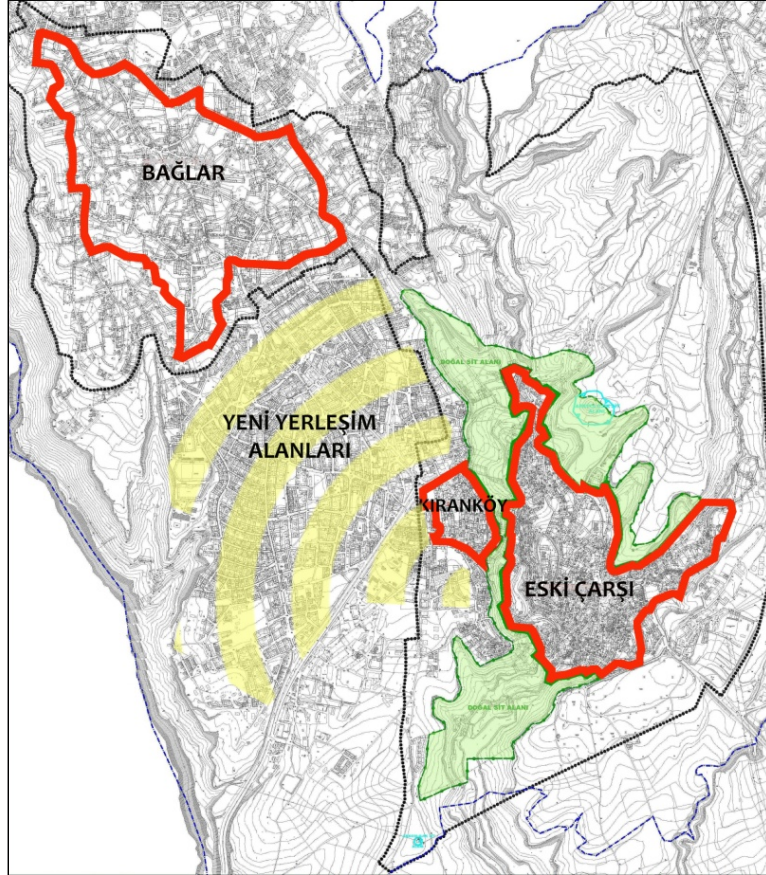 BAĞLAR
YENİ YERLEŞİM
ALANLARI
DOĞAL SİT ALANI
KIRANKÖY
ESKİ ÇARŞI
DOĞAL SİT ALANI